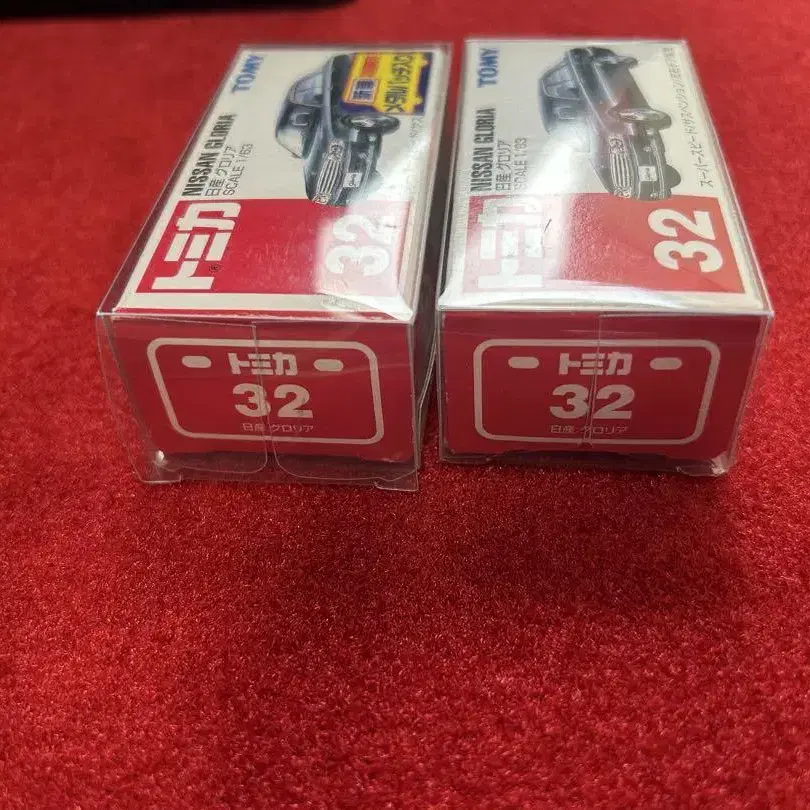 TOMY
NISSAN GLORIA
日産 グロリア
SCALE 1/63
トミカ
32
トミカ
32
日産 グロリア
TOMY
NISSAN GLORIA
日産 グロリア
SCALE 1/63
トミカ
32
トミカ
32
日産 グロリア